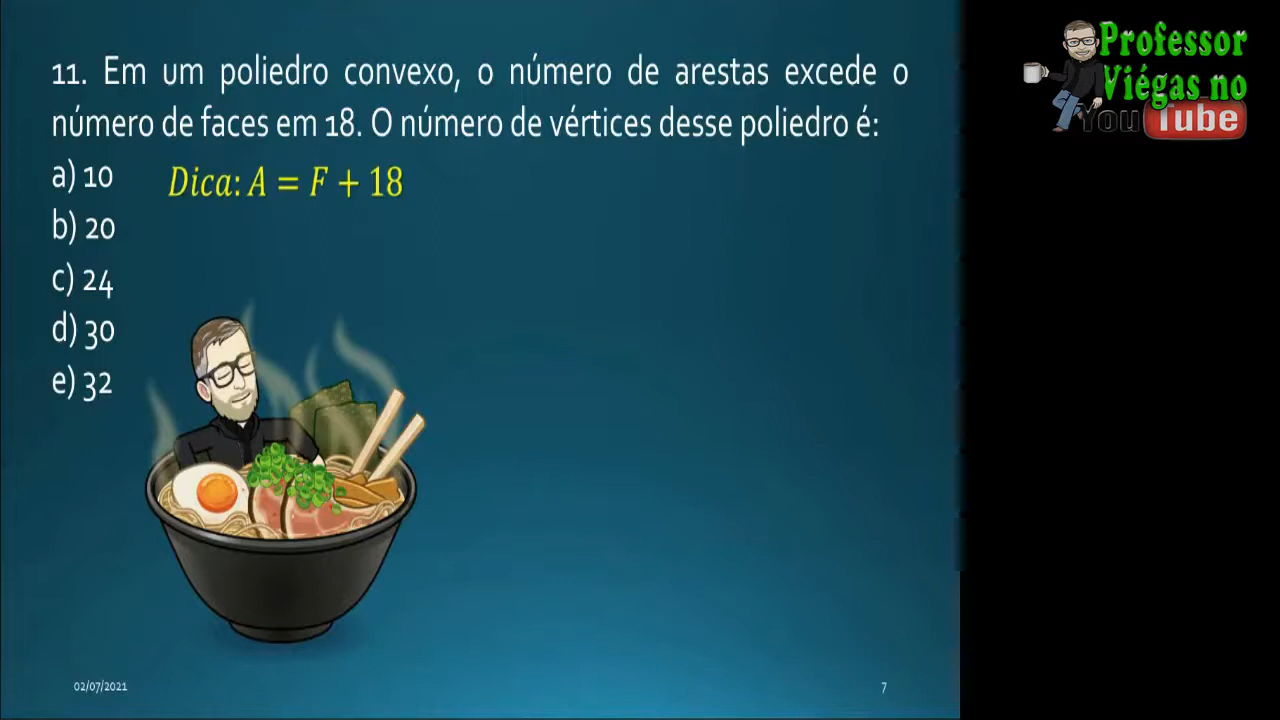 11. Em um poliedro convexo, o número de arestas excede o
número de faces em 18. O número de vértices desse poliedro é:
a) 10
Dica: A = F + 18
b) 20
c) 24
d) 30
e) 32
02/07/2021
7
Professor
Viégas no
YouTube